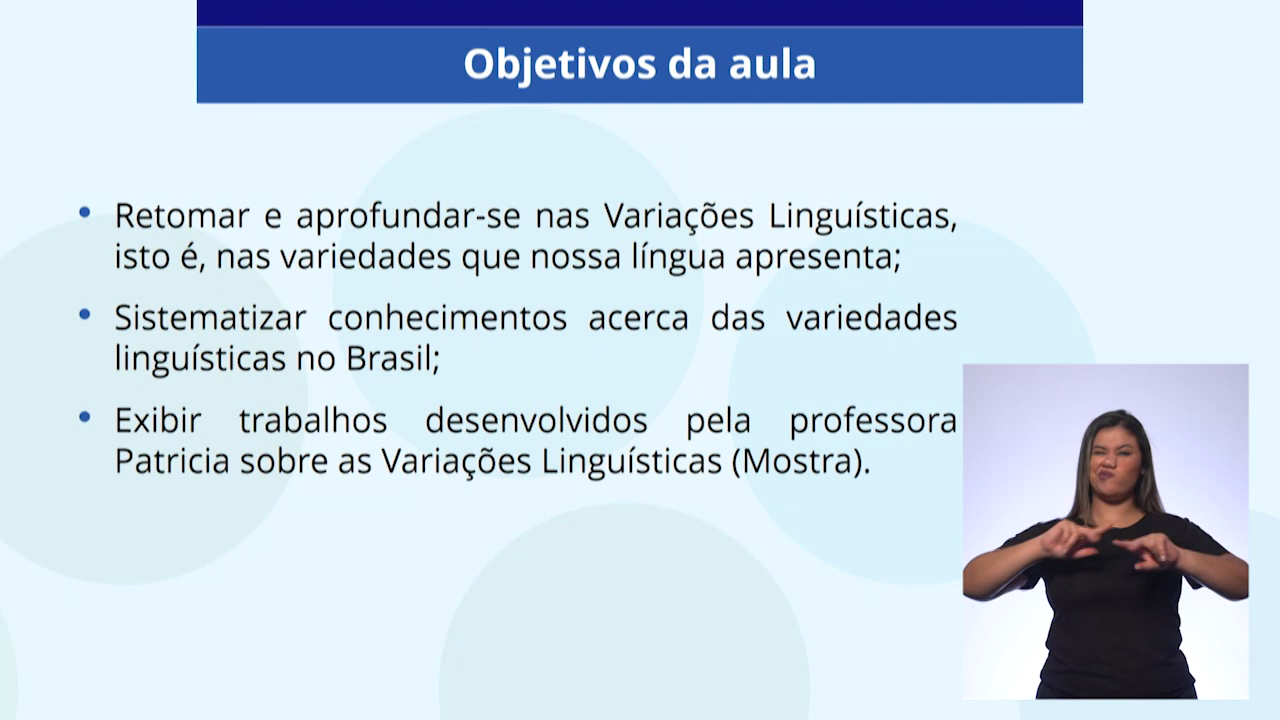 Objetivos da aula
Retomar e aprofundar-se nas Variações Linguísticas,
isto é, nas variedades que nossa língua apresenta;
Sistematizar conhecimentos acerca das variedades
linguísticas no Brasil;
Exibir trabalhos desenvolvidos pela professora
Patricia sobre as Variações Linguísticas (Mostra).